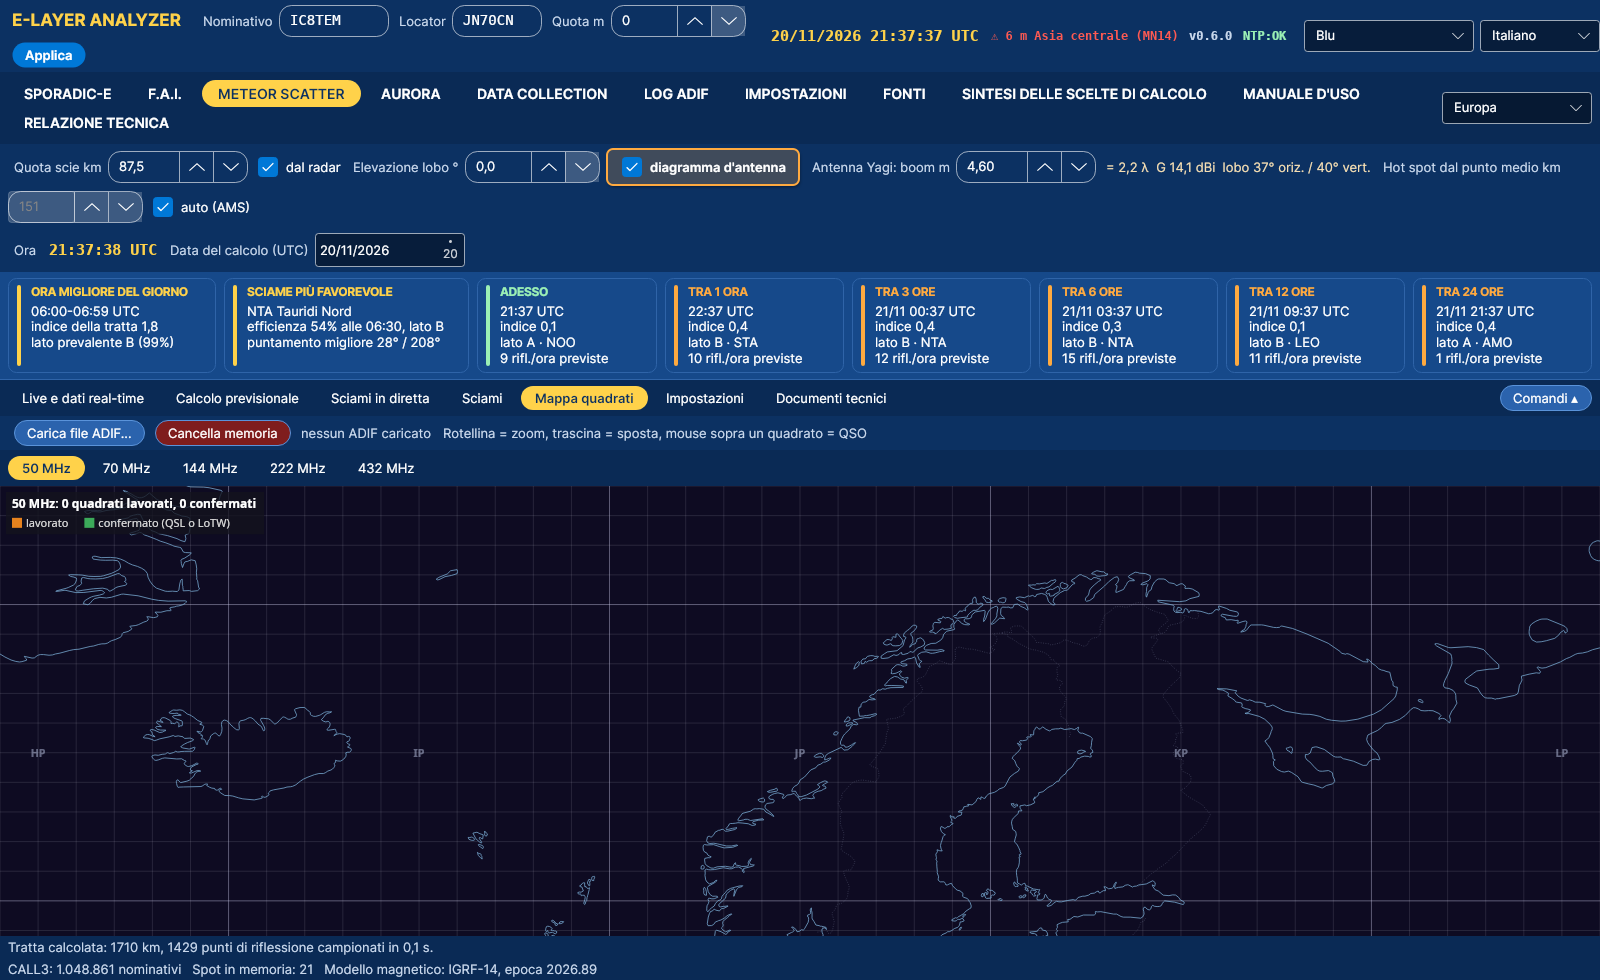 E-LAYER ANALYZER Nominativo IC8TEM Locator JN70CN Quota m 0
20/11/2026 21:37:37 UTC ⚠ 6 m Asia centrale (MN14) v0.6.0 NTP:OK Blu Italiano
Applica
SPORADIC-E F.A.I. METEOR SCATTER AURORA DATA COLLECTION LOG ADIF IMPOSTAZIONI FONTI SINTESI DELLE SCELTE DI CALCOLO MANUALE D'USO
RELAZIONE TECNICA
Europa
Quota scie km 87,5 dal radar Elevazione lobo ° 0,0 diagramma d'antenna Antenna Yagi: boom m 4,60 = 2,2 λ G 14,1 dBi lobo 37° oriz. / 40° vert. Hot spot dal punto medio km
151 auto (AMS)
Ora 21:37:38 UTC Data del calcolo (UTC) 20/11/2026 20
ORA MIGLIORE DEL GIORNO
06:00-06:59 UTC
indice della tratta 1,8
lato prevalente B (99%)
SCIAME PIÙ FAVOREVOLE
NTA Tauridi Nord
efficienza 54% alle 06:30, lato B
puntamento migliore 28° / 208°
ADESSO
21:37 UTC
indice 0,1
lato A · NOO
9 rifl./ora previste
TRA 1 ORA
22:37 UTC
indice 0,4
lato B · STA
10 rifl./ora previste
TRA 3 ORE
21/11 00:37 UTC
indice 0,4
lato B · NTA
12 rifl./ora previste
TRA 6 ORE
21/11 03:37 UTC
indice 0,3
lato B · NTA
15 rifl./ora previste
TRA 12 ORE
21/11 09:37 UTC
indice 0,1
lato B · LEO
11 rifl./ora previste
TRA 24 ORE
21/11 21:37 UTC
indice 0,4
lato A · AMO
1 rifl./ora previste
Live e dati real-time Calcolo previsionale Sciami in diretta Sciami Mappa quadrati Impostazioni Documenti tecnici Comandi ▴
Carica file ADIF... Cancella memoria nessun ADIF caricato Rotellina = zoom, trascina = sposta, mouse sopra un quadrato = QSO
50 MHz 70 MHz 144 MHz 222 MHz 432 MHz
50 MHz: 0 quadrati lavorati, 0 confermati
lavorato confermato (QSL o LoTW)
HP IP JP KP LP
Tratta calcolata: 1710 km, 1429 punti di riflessione campionati in 0,1 s.
CALL3: 1.048.861 nominativi Spot in memoria: 21 Modello magnetico: IGRF-14, epoca 2026.89